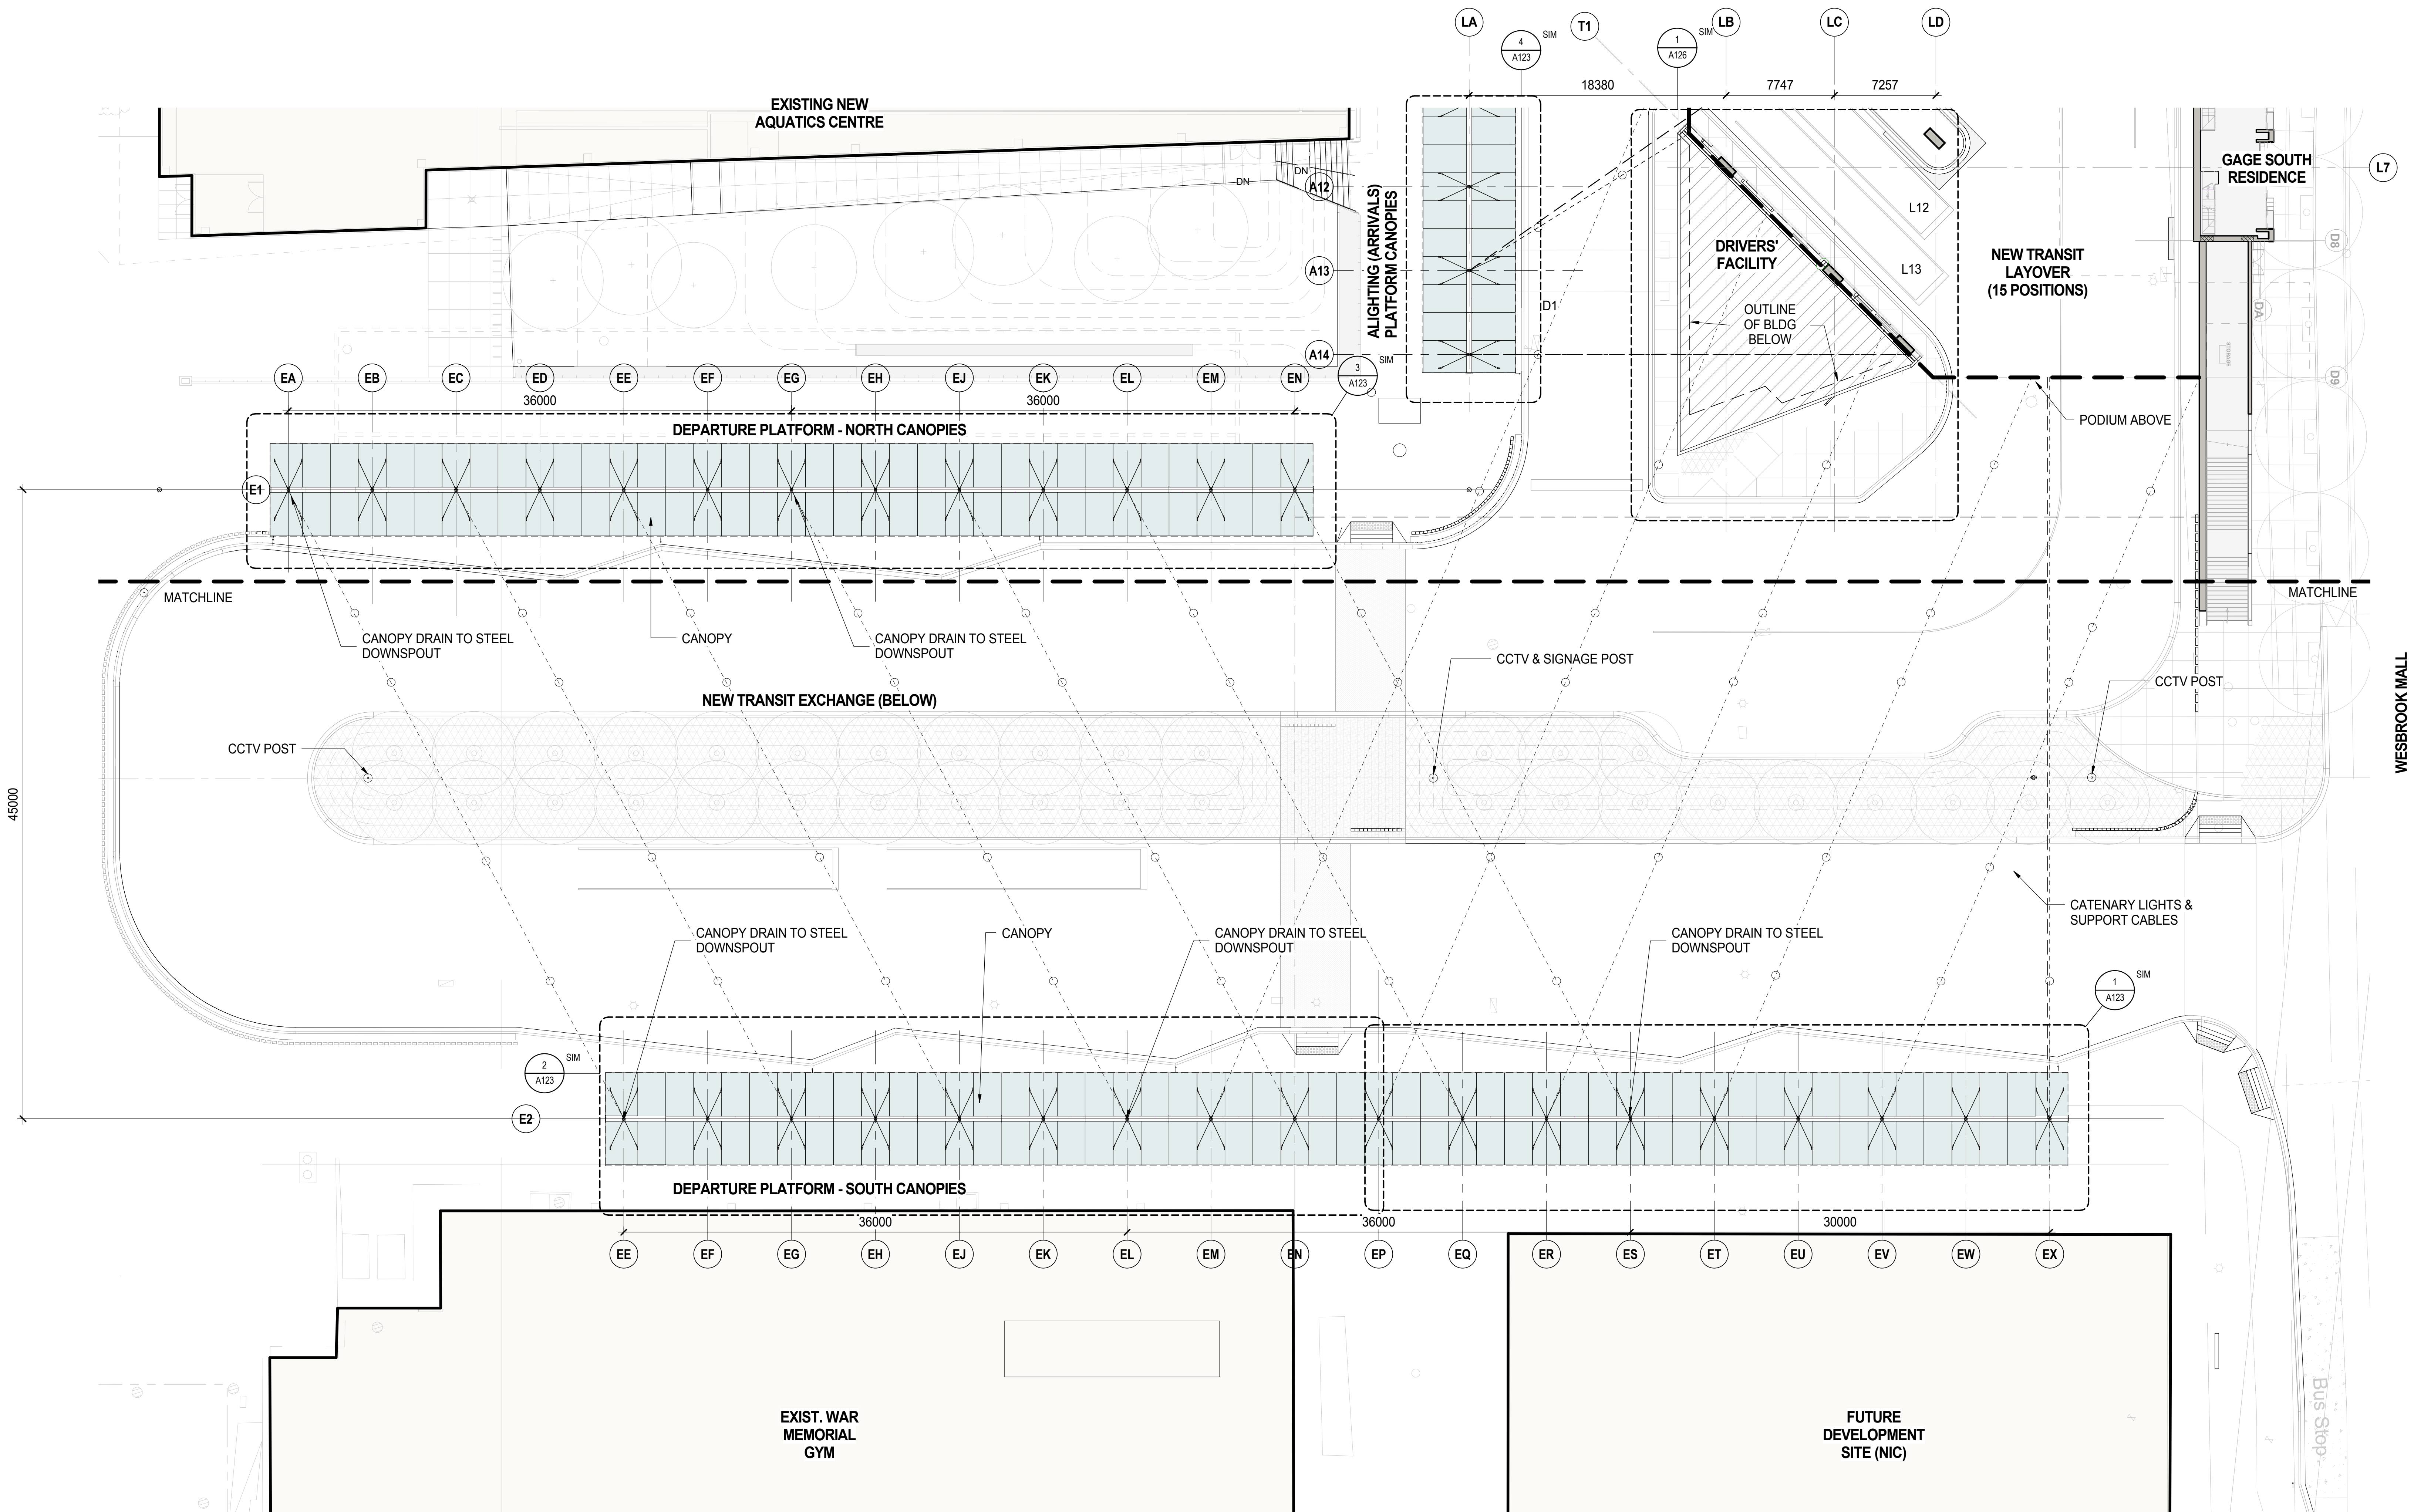 LA
T1
LB
LC
LD
4
A123
SIM
1
A126
SIM
18380
7747
7257
EXISTING NEW
AQUATICS CENTRE
DN
DN
A12
A13
A14
ALIGHTING (ARRIVALS)
PLATFORM CANOPIES
D1
DRIVERS'
FACILITY
OUTLINE
OF BLDG
BELOW
L12
L13
NEW TRANSIT
LAYOVER
(15 POSITIONS)
GAGE SOUTH
RESIDENCE
L7
D8
DA
D9
STORAGE
PODIUM ABOVE
3
A123
SIM
EA
EB
EC
ED
EE
EF
EG
EH
EJ
EK
EL
EM
EN
36000
36000
DEPARTURE PLATFORM - NORTH CANOPIES
E1
MATCHLINE
MATCHLINE
CANOPY DRAIN TO STEEL
DOWNSPOUT
CANOPY
CANOPY DRAIN TO STEEL
DOWNSPOUT
CCTV & SIGNAGE POST
CCTV POST
NEW TRANSIT EXCHANGE (BELOW)
CCTV POST
WESBROOK MALL
45000
CATENARY LIGHTS &
SUPPORT CABLES
CANOPY DRAIN TO STEEL
DOWNSPOUT
CANOPY
CANOPY DRAIN TO STEEL
DOWNSPOUT
CANOPY DRAIN TO STEEL
DOWNSPOUT
1
A123
SIM
2
A123
SIM
E2
DEPARTURE PLATFORM - SOUTH CANOPIES
36000
36000
30000
EE
EF
EG
EH
EJ
EK
EL
EM
EN
EP
EQ
ER
ES
ET
EU
EV
EW
EX
EXIST. WAR
MEMORIAL
GYM
FUTURE
DEVELOPMENT
SITE (NIC)
Bus Stop